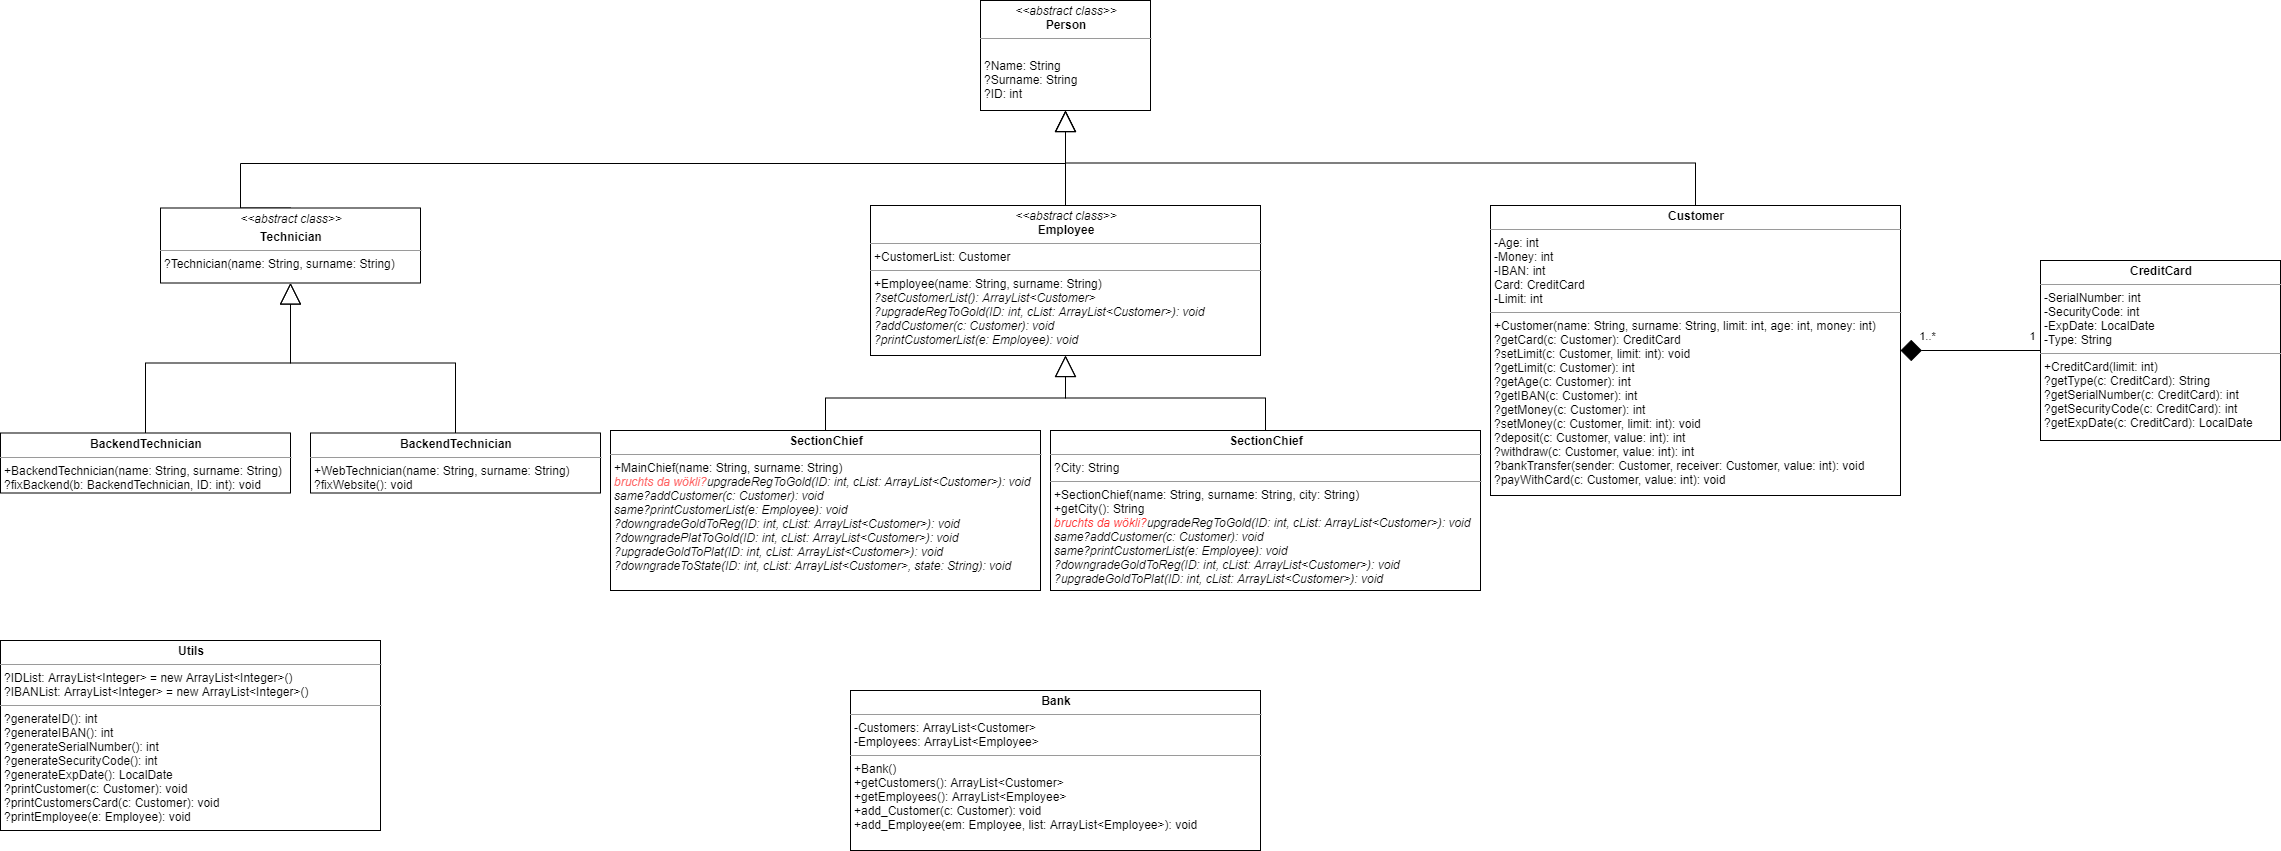 <<abstract class>>
Person
?Name: String
?Surname: String
?ID: int
<<abstract class>>
Technician
?Technician(name: String, surname: String)
<<abstract class>>
Employee
+CustomerList: Customer
+Employee(name: String, surname: String)
?setCustomerList(): ArrayList<Customer>
?upgradeRegToGold(ID: int, cList: ArrayList<Customer>): void
?addCustomer(c: Customer): void
?printCustomerList(e: Employee): void
Customer
-Age: int
-Money: int
-IBAN: int
Card: CreditCard
-Limit: int
+Customer(name: String, surname: String, limit: int, age: int, money: int)
?getCard(c: Customer): CreditCard
?setLimit(c: Customer, limit: int): void
?getLimit(c: Customer): int
?getAge(c: Customer): int
?getIBAN(c: Customer): int
?getMoney(c: Customer): int
?setMoney(c: Customer, limit: int): void
?deposit(c: Customer, value: int): int
?withdraw(c: Customer, value: int): int
?bankTransfer(sender: Customer, receiver: Customer, value: int): void
?payWithCard(c: Customer, value: int): void
1..*
1
CreditCard
-SerialNumber: int
-SecurityCode: int
-ExpDate: LocalDate
-Type: String
+CreditCard(limit: int)
?getType(c: CreditCard): String
?getSerialNumber(c: CreditCard): int
?getSecurityCode(c: CreditCard): int
?getExpDate(c: CreditCard): LocalDate
BackendTechnician
+BackendTechnician(name: String, surname: String)
?fixBackend(b: BackendTechnician, ID: int): void
BackendTechnician
+WebTechnician(name: String, surname: String)
?fixWebsite(): void
SectionChief
+MainChief(name: String, surname: String)
bruchts da wökli?upgradeRegToGold(ID: int, cList: ArrayList<Customer>): void
same?addCustomer(c: Customer): void
same?printCustomerList(e: Employee): void
?downgradeGoldToReg(ID: int, cList: ArrayList<Customer>): void
?downgradePlatToGold(ID: int, cList: ArrayList<Customer>): void
?upgradeGoldToPlat(ID: int, cList: ArrayList<Customer>): void
?downgradeToState(ID: int, cList: ArrayList<Customer>, state: String): void
SectionChief
?City: String
+SectionChief(name: String, surname: String, city: String)
+getCity(): String
bruchts da wökli?upgradeRegToGold(ID: int, cList: ArrayList<Customer>): void
same?addCustomer(c: Customer): void
same?printCustomerList(e: Employee): void
?downgradeGoldToReg(ID: int, cList: ArrayList<Customer>): void
?upgradeGoldToPlat(ID: int, cList: ArrayList<Customer>): void
Utils
?IDList: ArrayList<Integer> = new ArrayList<Integer>()
?IBANList: ArrayList<Integer> = new ArrayList<Integer>()
?generateID(): int
?generateIBAN(): int
?generateSerialNumber(): int
?generateSecurityCode(): int
?generateExpDate(): LocalDate
?printCustomer(c: Customer): void
?printCustomersCard(c: Customer): void
?printEmployee(e: Employee): void
Bank
-Customers: ArrayList<Customer>
-Employees: ArrayList<Employee>
+Bank()
+getCustomers(): ArrayList<Customer>
+getEmployees(): ArrayList<Employee>
+add_Customer(c: Customer): void
+add_Employee(em: Employee, list: ArrayList<Employee>): void